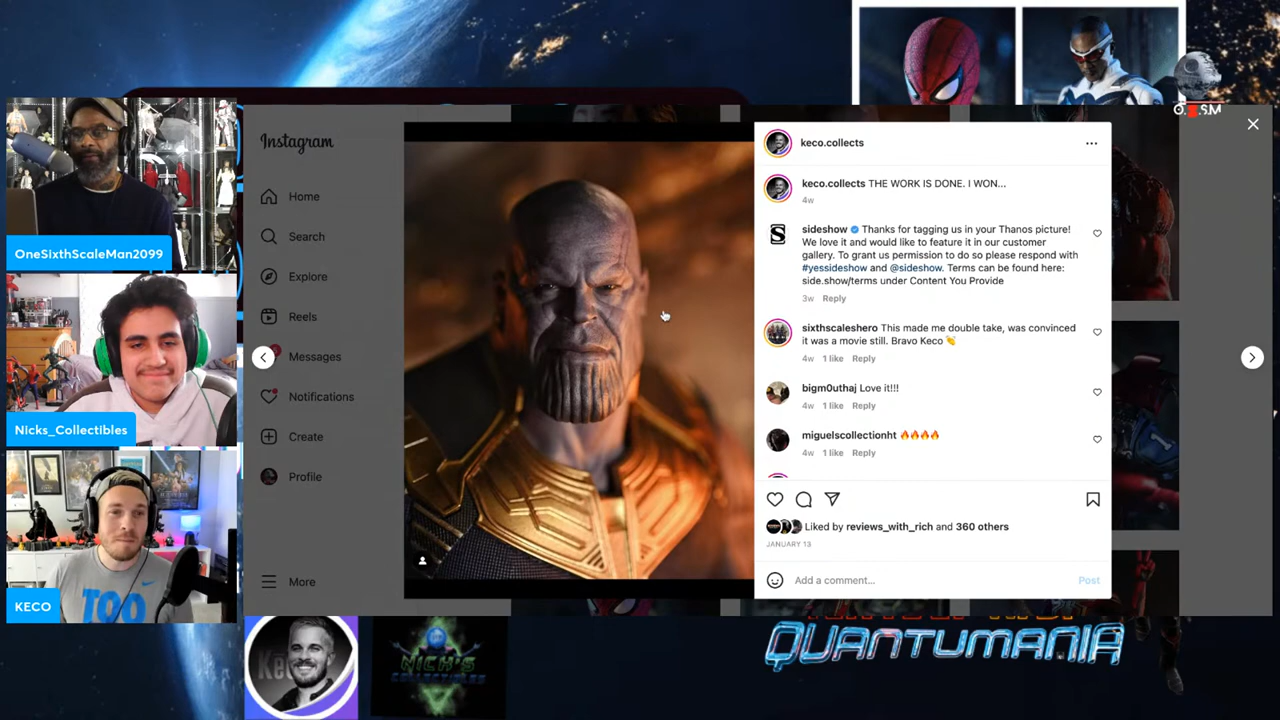 O.S.M
OneSixthScaleMan2099
Nicks_Collectibles
TOO
KECO
Instagram
Home
Search
Explore
Reels
Messages
Notifications
Create
Profile
More
keco.collects
keco.collects THE WORK IS DONE. I WON...
4w
sideshow Thanks for tagging us in your Thanos picture!
We love it and would like to feature it in our customer
gallery. To grant us permission to do so please respond with
#yessideshow and @sideshow. Terms can be found here:
side.show/terms under Content You Provide
3w Reply
sixthscaleshero This made me double take, was convinced
it was a movie still. Bravo Keco 👏
4w 1 like Reply
bigm0uthaj Love it!!!
4w 1 like Reply
miguelscollectionht 🔥🔥🔥🔥
4w 1 like Reply
Liked by reviews_with_rich and 360 others
JANUARY 13
Add a comment...
Post
NICK'S
COLLECTIBLES
QUANTUMANIA